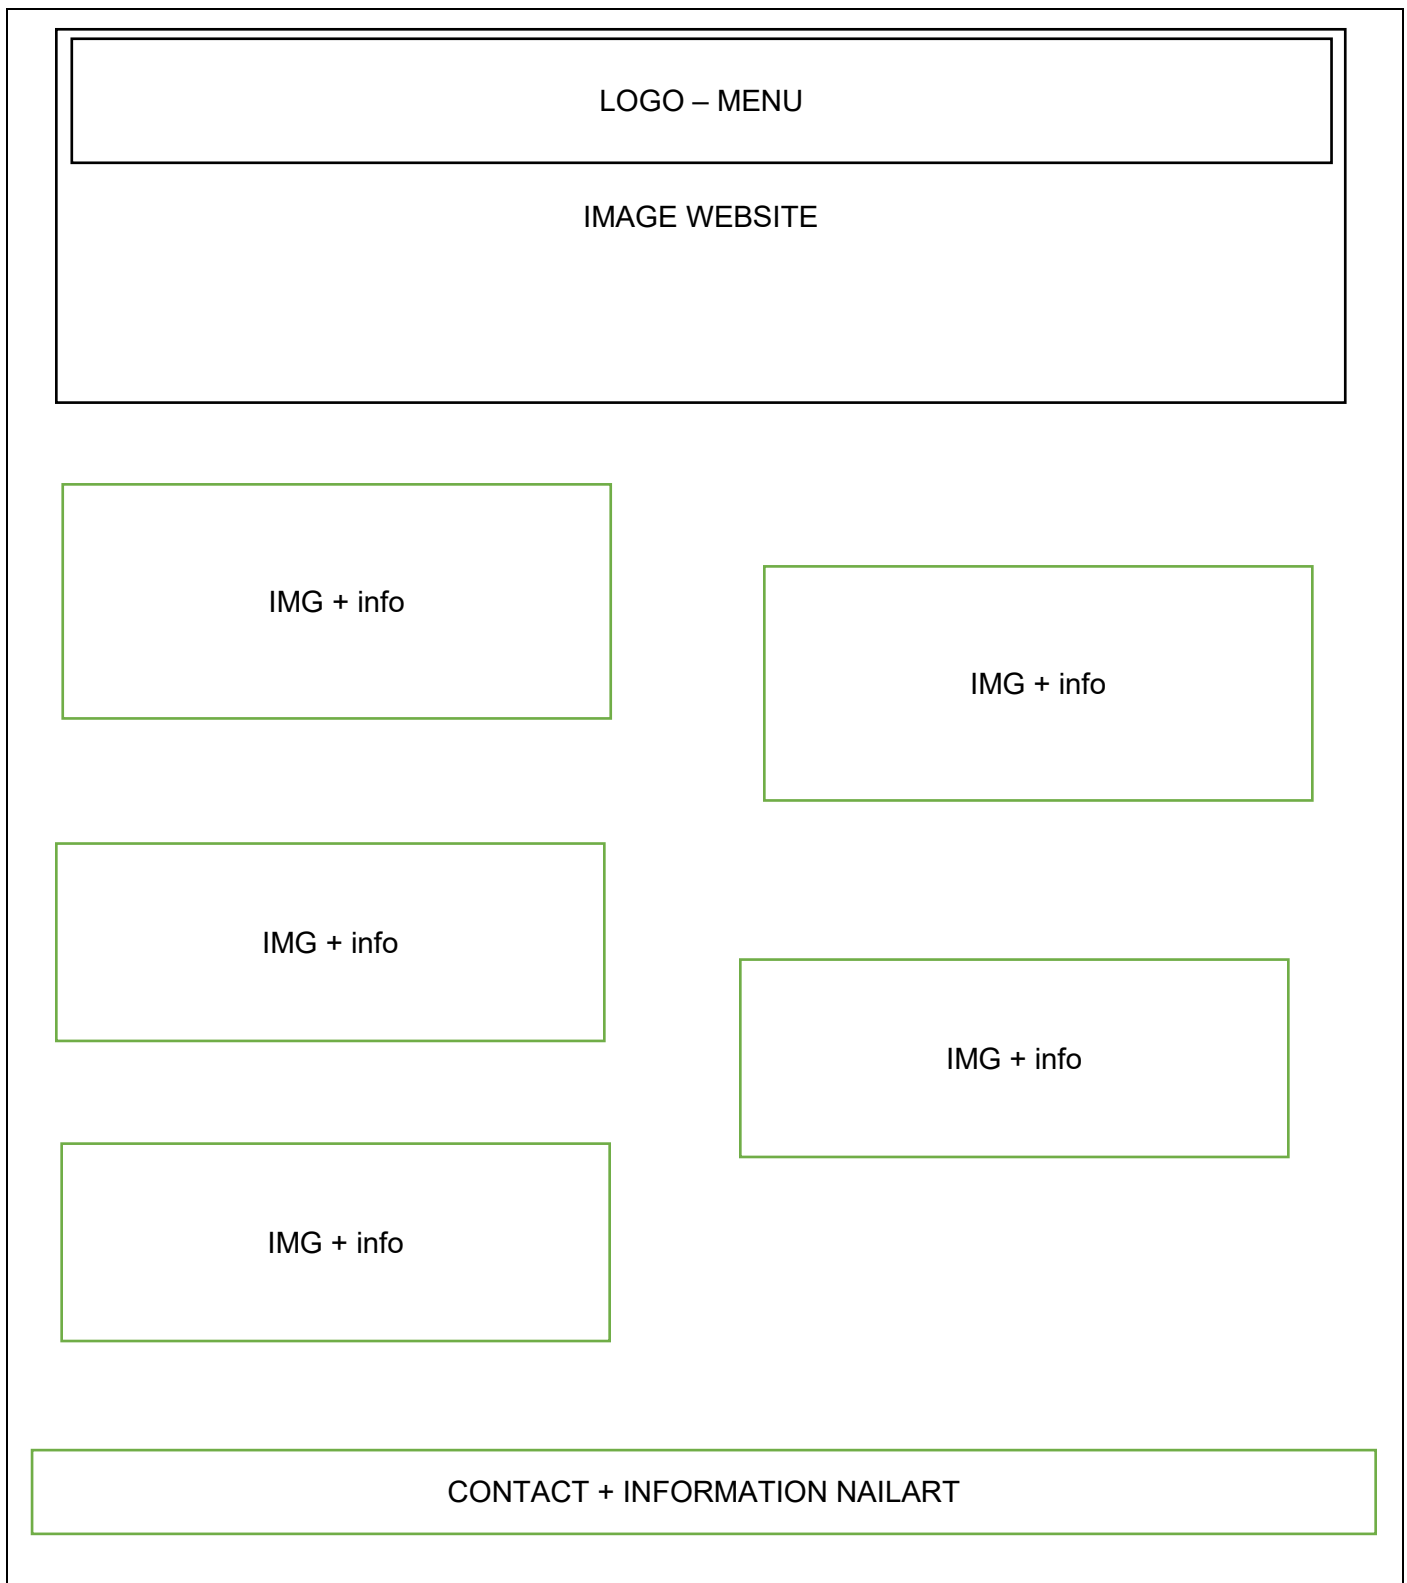 LOGO – MENU
IMAGE WEBSITE
IMG + info
IMG + info
IMG + info
IMG + info
IMG + info
CONTACT + INFORMATION NAILART